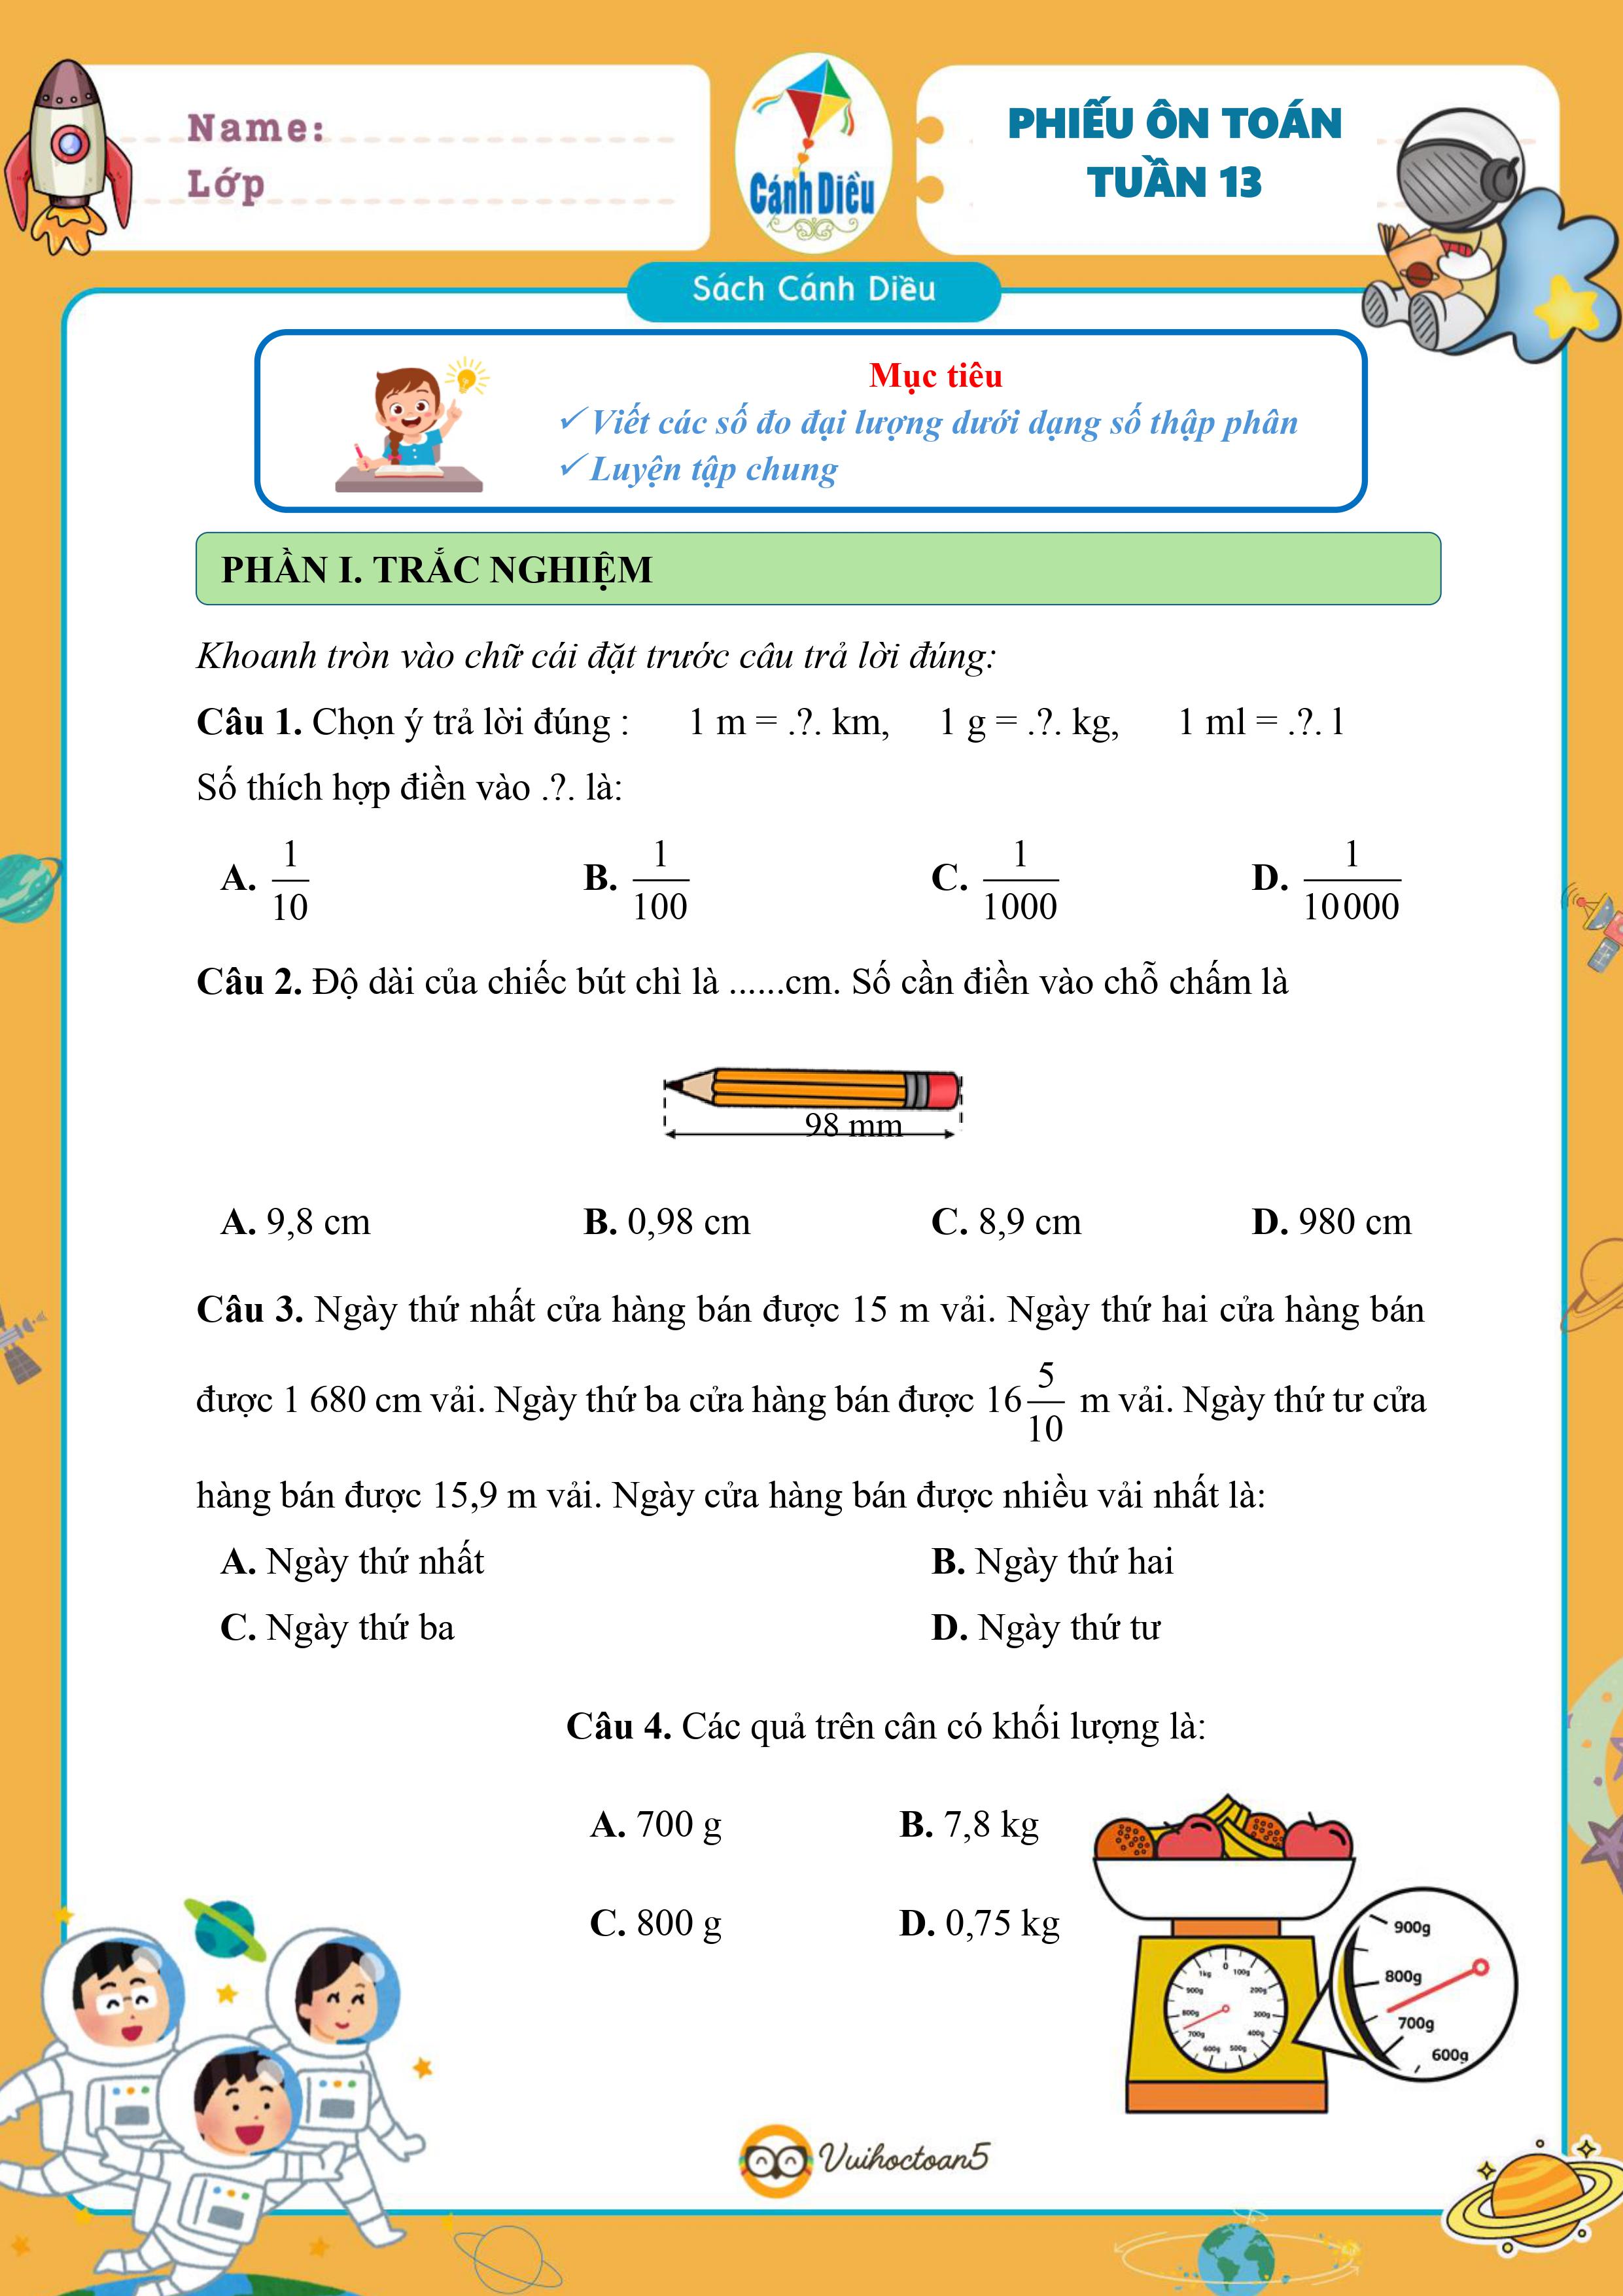 Name:
Lớp
Cánh Diều
PHIẾU ÔN TOÁN
TUẦN 13
Sách Cánh Diều
Mục tiêu
✓ Viết các số đo đại lượng dưới dạng số thập phân
✓ Luyện tập chung
PHẦN I. TRẮC NGHIỆM
Khoanh tròn vào chữ cái đặt trước câu trả lời đúng:
Câu 1. Chọn ý trả lời đúng : 1 m = .?. km, 1 g = .?. kg, 1 ml = .?. l
Số thích hợp điền vào .?. là:
A. 1/10 B. 1/100 C. 1/1000 D. 1/10 000
Câu 2. Độ dài của chiếc bút chì là ......cm. Số cần điền vào chỗ chấm là
98 mm
A. 9,8 cm B. 0,98 cm C. 8,9 cm D. 980 cm
Câu 3. Ngày thứ nhất cửa hàng bán được 15 m vải. Ngày thứ hai cửa hàng bán
được 1 680 cm vải. Ngày thứ ba cửa hàng bán được 16 5/10 m vải. Ngày thứ tư cửa
hàng bán được 15,9 m vải. Ngày cửa hàng bán được nhiều vải nhất là:
A. Ngày thứ nhất B. Ngày thứ hai
C. Ngày thứ ba D. Ngày thứ tư
Câu 4. Các quả trên cân có khối lượng là:
A. 700 g B. 7,8 kg
C. 800 g D. 0,75 kg
0
1kg 100g
900g 200g
800g 300g
700g 400g
600g 500g
900g
800g
700g
600g
Vuihoctoan5